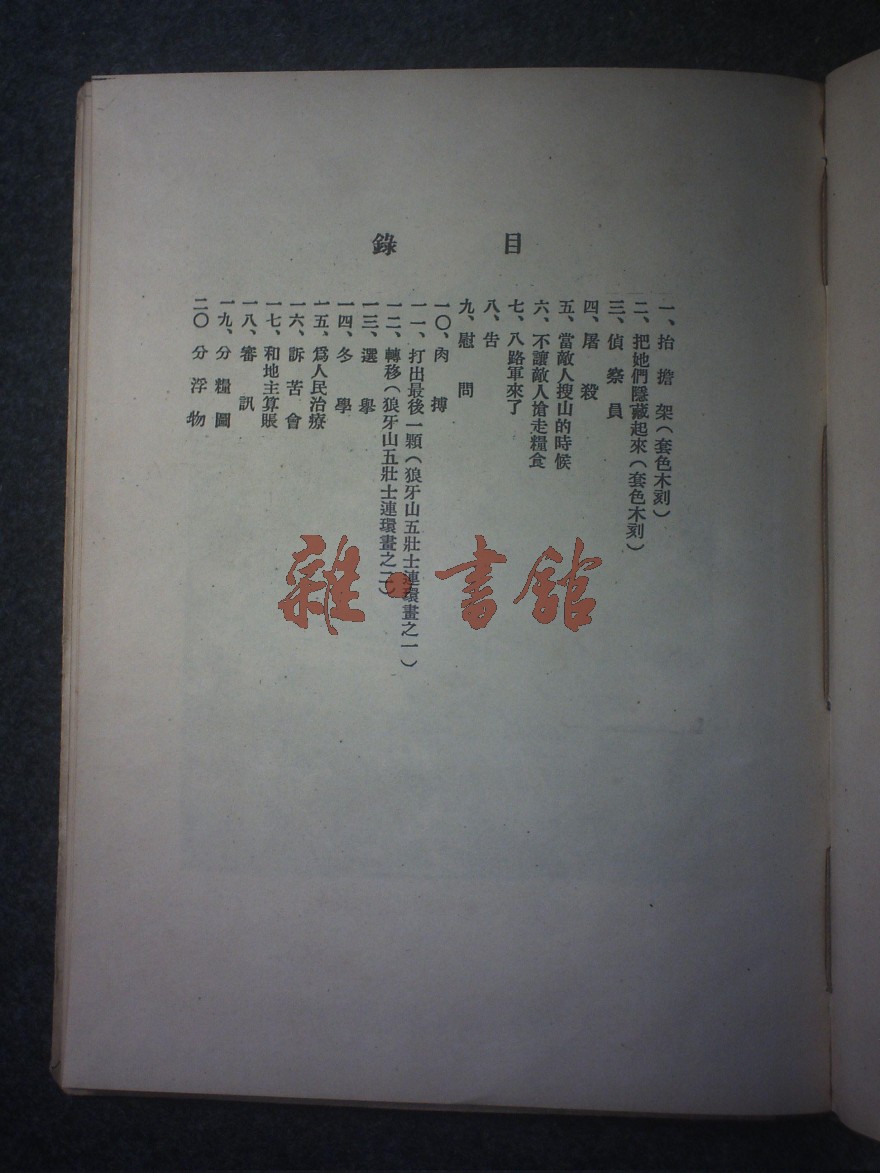 目錄
一、抬擔架（套色木刻）
二、把她們隱藏起來（套色木刻）
三、偵察員
四、屠殺
五、當敵人搜山的時候
六、不讓敵人搶走糧食
七、八路軍來了
八、告
九、慰問
一〇、肉搏
一一、打出最後一顆（狼牙山五壯士連環畫之一）
一二、轉移（狼牙山五壯士連環畫之二）
一三、選舉
一四、冬學
一五、爲人民治療
一六、訴苦會
一七、和地主算賬
一八、審訊
一九、分糧圖
二〇 分浮物
雜·書館